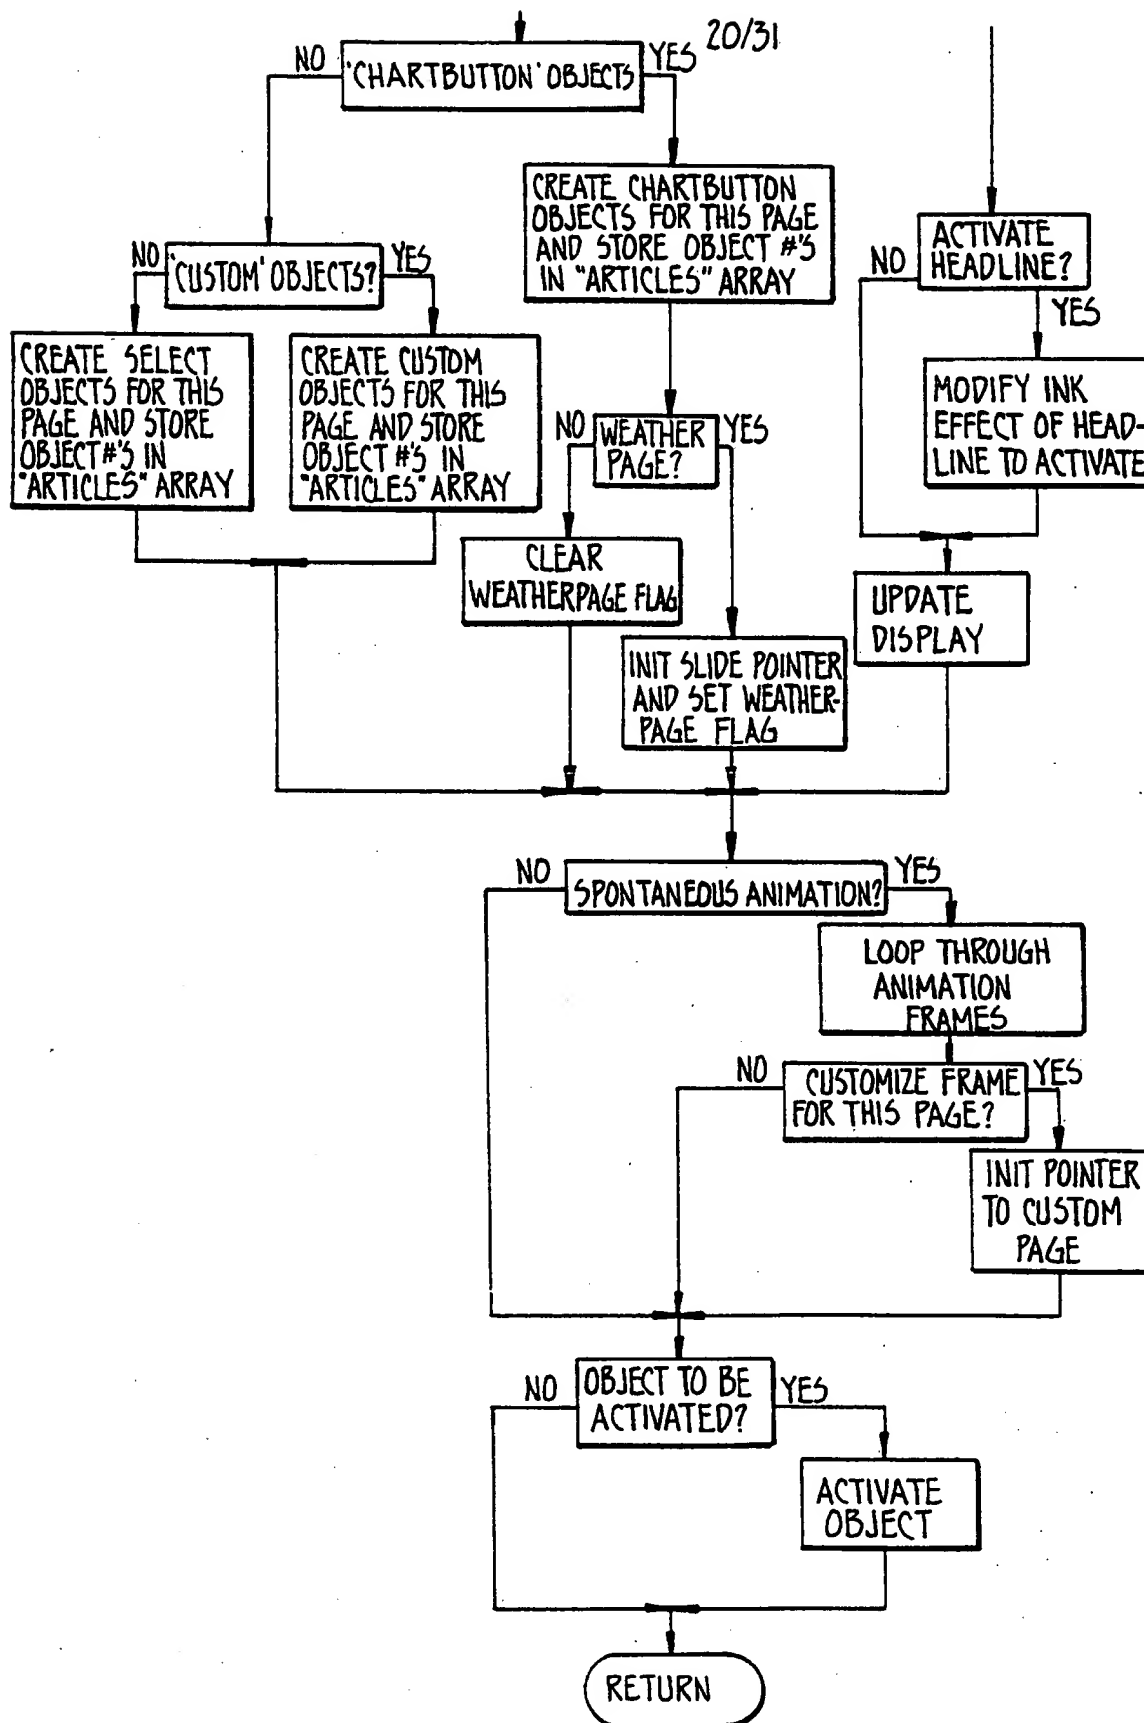 20/31
NO
'CHARTBUTTON' OBJECTS
YES
CREATE CHARTBUTTON
OBJECTS FOR THIS PAGE
AND STORE OBJECT #'S
IN "ARTICLES" ARRAY
ACTIVATE
HEADLINE?
NO
YES
NO
'CUSTOM' OBJECTS?
YES
CREATE SELECT
OBJECTS FOR THIS
PAGE AND STORE
OBJECT #'S IN
"ARTICLES" ARRAY
CREATE CUSTOM
OBJECTS FOR THIS
PAGE AND STORE
OBJECT #'S IN
"ARTICLES" ARRAY
NO
WEATHER
PAGE?
YES
MODIFY INK
EFFECT OF HEAD-
LINE TO ACTIVATE
CLEAR
WEATHERPAGE FLAG
UPDATE
DISPLAY
INIT SLIDE POINTER
AND SET WEATHER-
PAGE FLAG
NO
SPONTANEOUS ANIMATION?
YES
LOOP THROUGH
ANIMATION
FRAMES
NO
CUSTOMIZE FRAME
FOR THIS PAGE?
YES
INIT POINTER
TO CUSTOM
PAGE
NO
OBJECT TO BE
ACTIVATED?
YES
ACTIVATE
OBJECT
RETURN